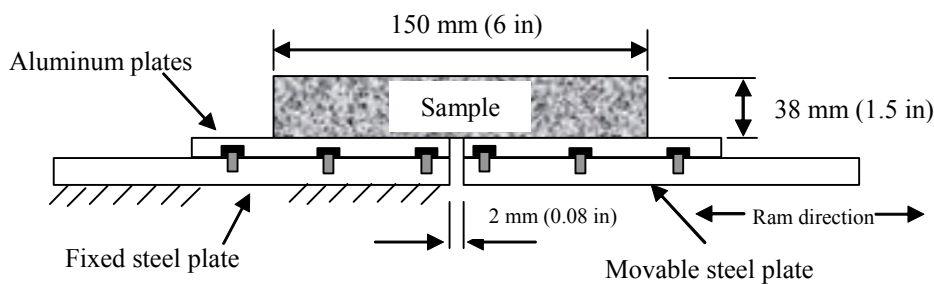 150 mm (6 in)
Aluminum plates
Sample
38 mm (1.5 in)
2 mm (0.08 in)
Ram direction
Fixed steel plate
Movable steel plate